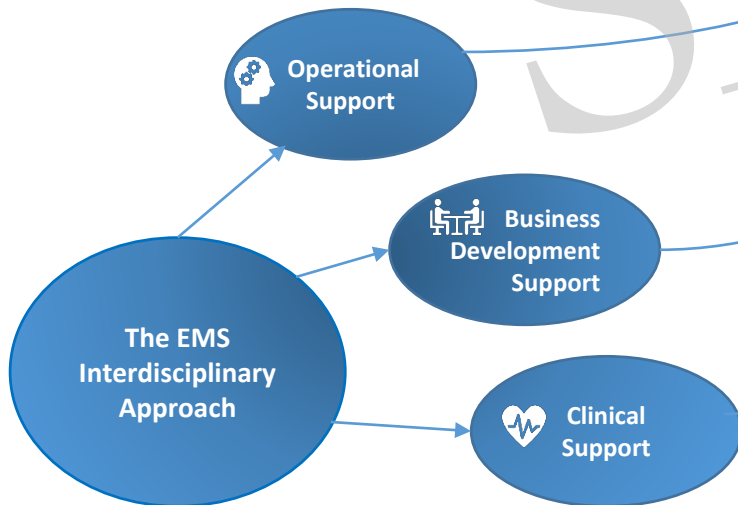 Operational
Support
Business
Development
Support
The EMS
Interdisciplinary
Approach
Clinical
Support